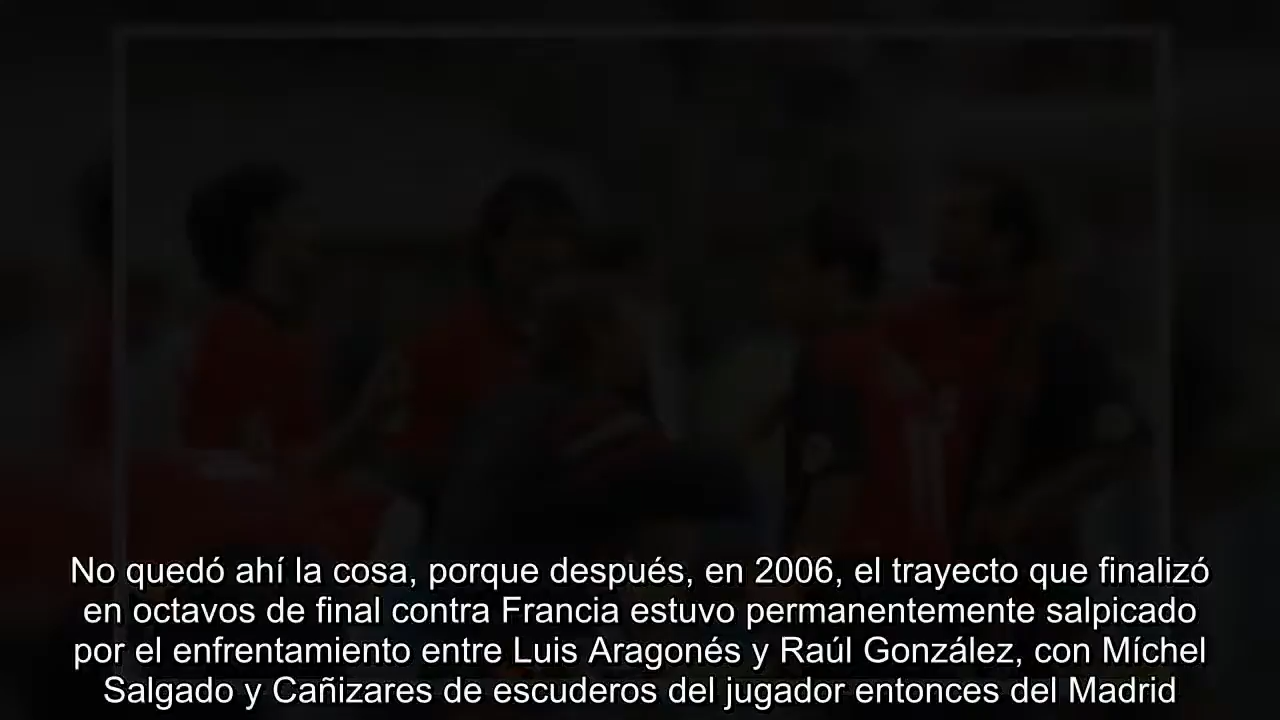 No quedó ahí la cosa, porque después, en 2006, el trayecto que finalizó
en octavos de final contra Francia estuvo permanentemente salpicado
por el enfrentamiento entre Luis Aragonés y Raúl González, con Míchel
Salgado y Cañizares de escuderos del jugador entonces del Madrid